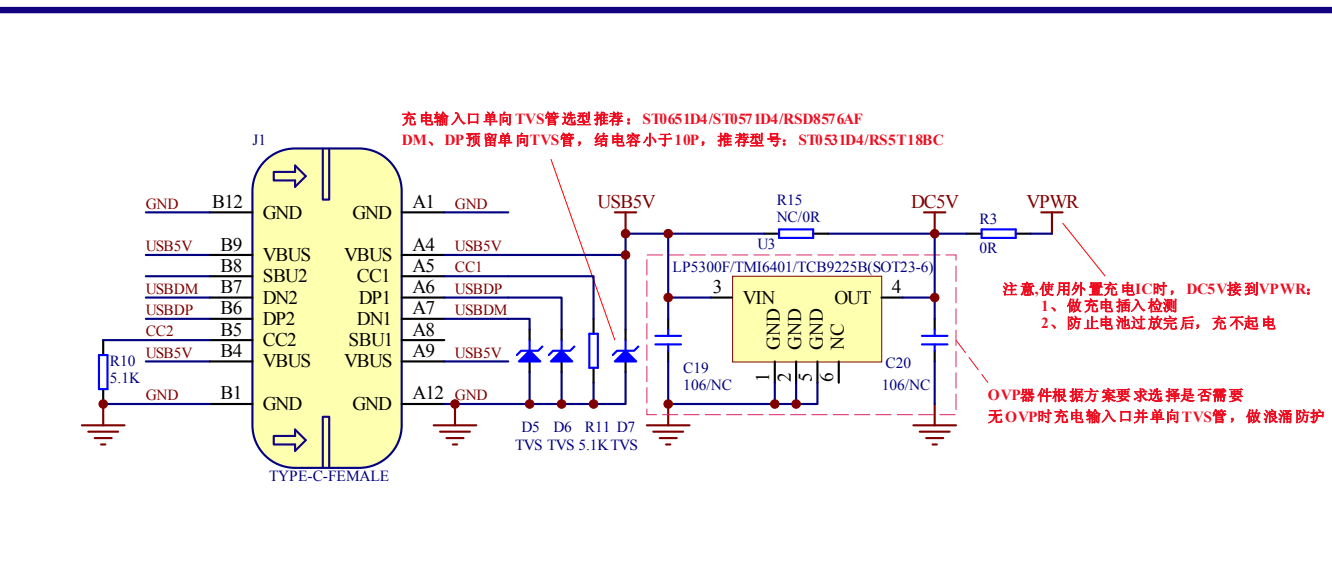 充电输入口单向TVS管选型推荐：ST0651D4/ST0571D4/RSD8576AF
DM、DP预留单向TVS管，结电容小于10P，推荐型号：ST0531D4/RS5T18BC
J1
GND B12 GND GND A1 GND
USB5V B9 VBUS VBUS A4 USB5V
B8 SBU2 CC1 A5 CC1
USBDM B7 DN2 DP1 A6 USBDP
USBDP B6 DP2 DN1 A7 USBDM
CC2 B5 CC2 SBU1 A8
USB5V B4 VBUS VBUS A9 USB5V
GND B1 GND GND A12 GND
R10
5.1K
TYPE-C-FEMALE
D5 D6 R11 D7
TVS TVS 5.1K TVS
USB5V
R15
NC/0R
DC5V
R3
0R
VPWR
U3
LP5300F/TMI6401/TCB9225B(SOT23-6)
3 VIN OUT 4
GND GND GND NC
1 2 5 6
C19
106/NC
C20
106/NC
注意,使用外置充电IC时，DC5V接到VPWR；
1、做充电插入检测
2、防止电池过放完后，充不起电
OVP器件根据方案要求选择是否需要
无OVP时充电输入口并单向TVS管，做浪涌防护